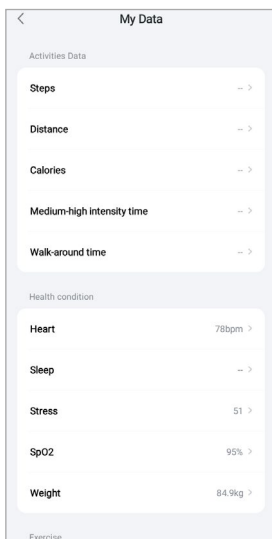 My Data
Activities Data
Steps -- >
Distance -- >
Calories -- >
Medium-high intensity time -- >
Walk-around time -- >
Health condition
Heart 78bpm >
Sleep -- >
Stress 51 >
SpO2 95% >
Weight 84.9kg >
Exercise